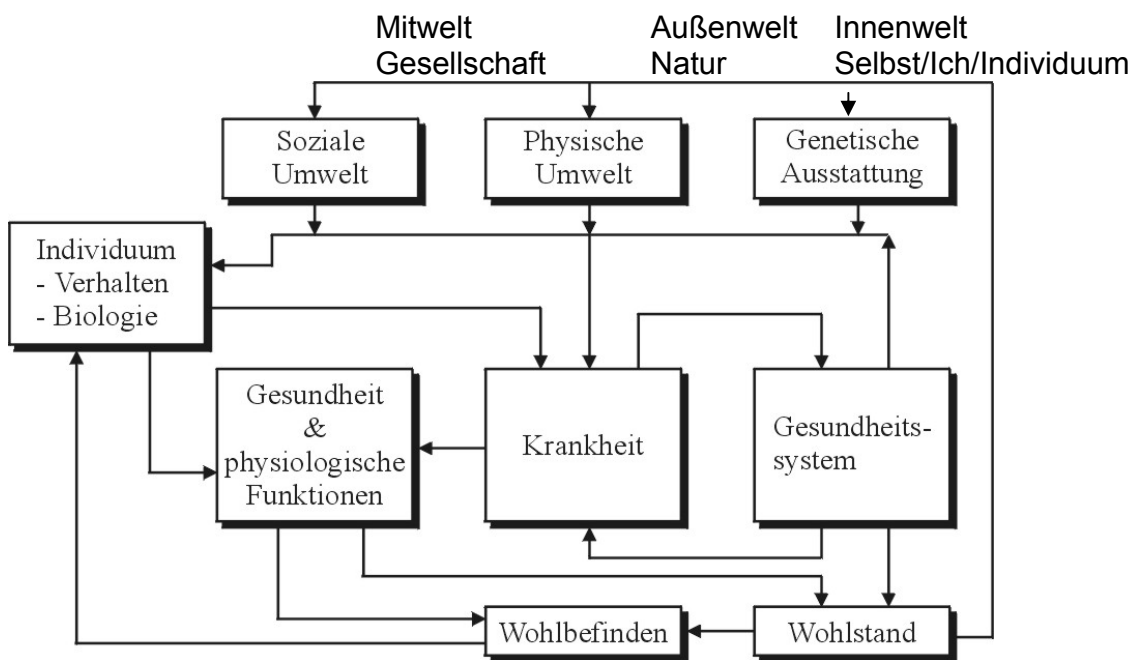 Mitwelt
Gesellschaft
Außenwelt
Natur
Innenwelt
Selbst/Ich/Individuum
Soziale
Umwelt
Physische
Umwelt
Genetische
Ausstattung
Individuum
- Verhalten
- Biologie
Gesundheit
&
physiologische
Funktionen
Krankheit
Gesundheits-
system
Wohlbefinden
Wohlstand